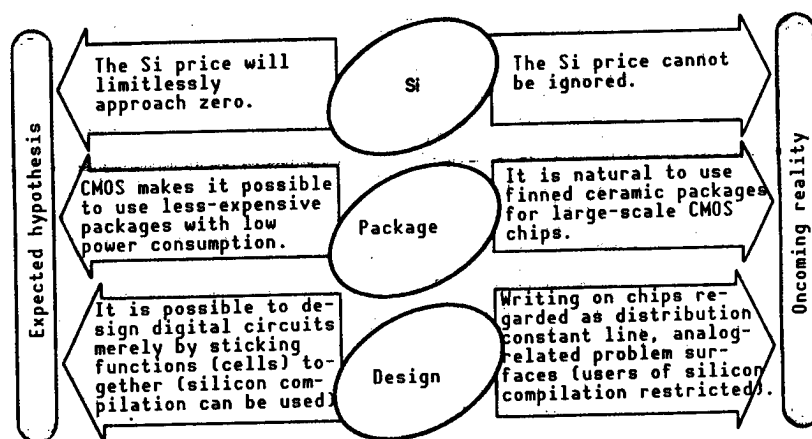 Expected hypothesis
The Si price will
limitlessly
approach zero.
Si
The Si price cannot
be ignored.
CMOS makes it possible
to use less-expensive
packages with low
power consumption.
Package
It is natural to use
finned ceramic packages
for large-scale CMOS
chips.
It is possible to de-
sign digital circuits
merely by sticking
functions (cells) to-
gether (silicon com-
pilation can be used)
Design
Writing on chips re-
garded as distribution
constant line, analog-
related problem sur-
faces (users of silicon
compilation restricted).
Oncoming reality